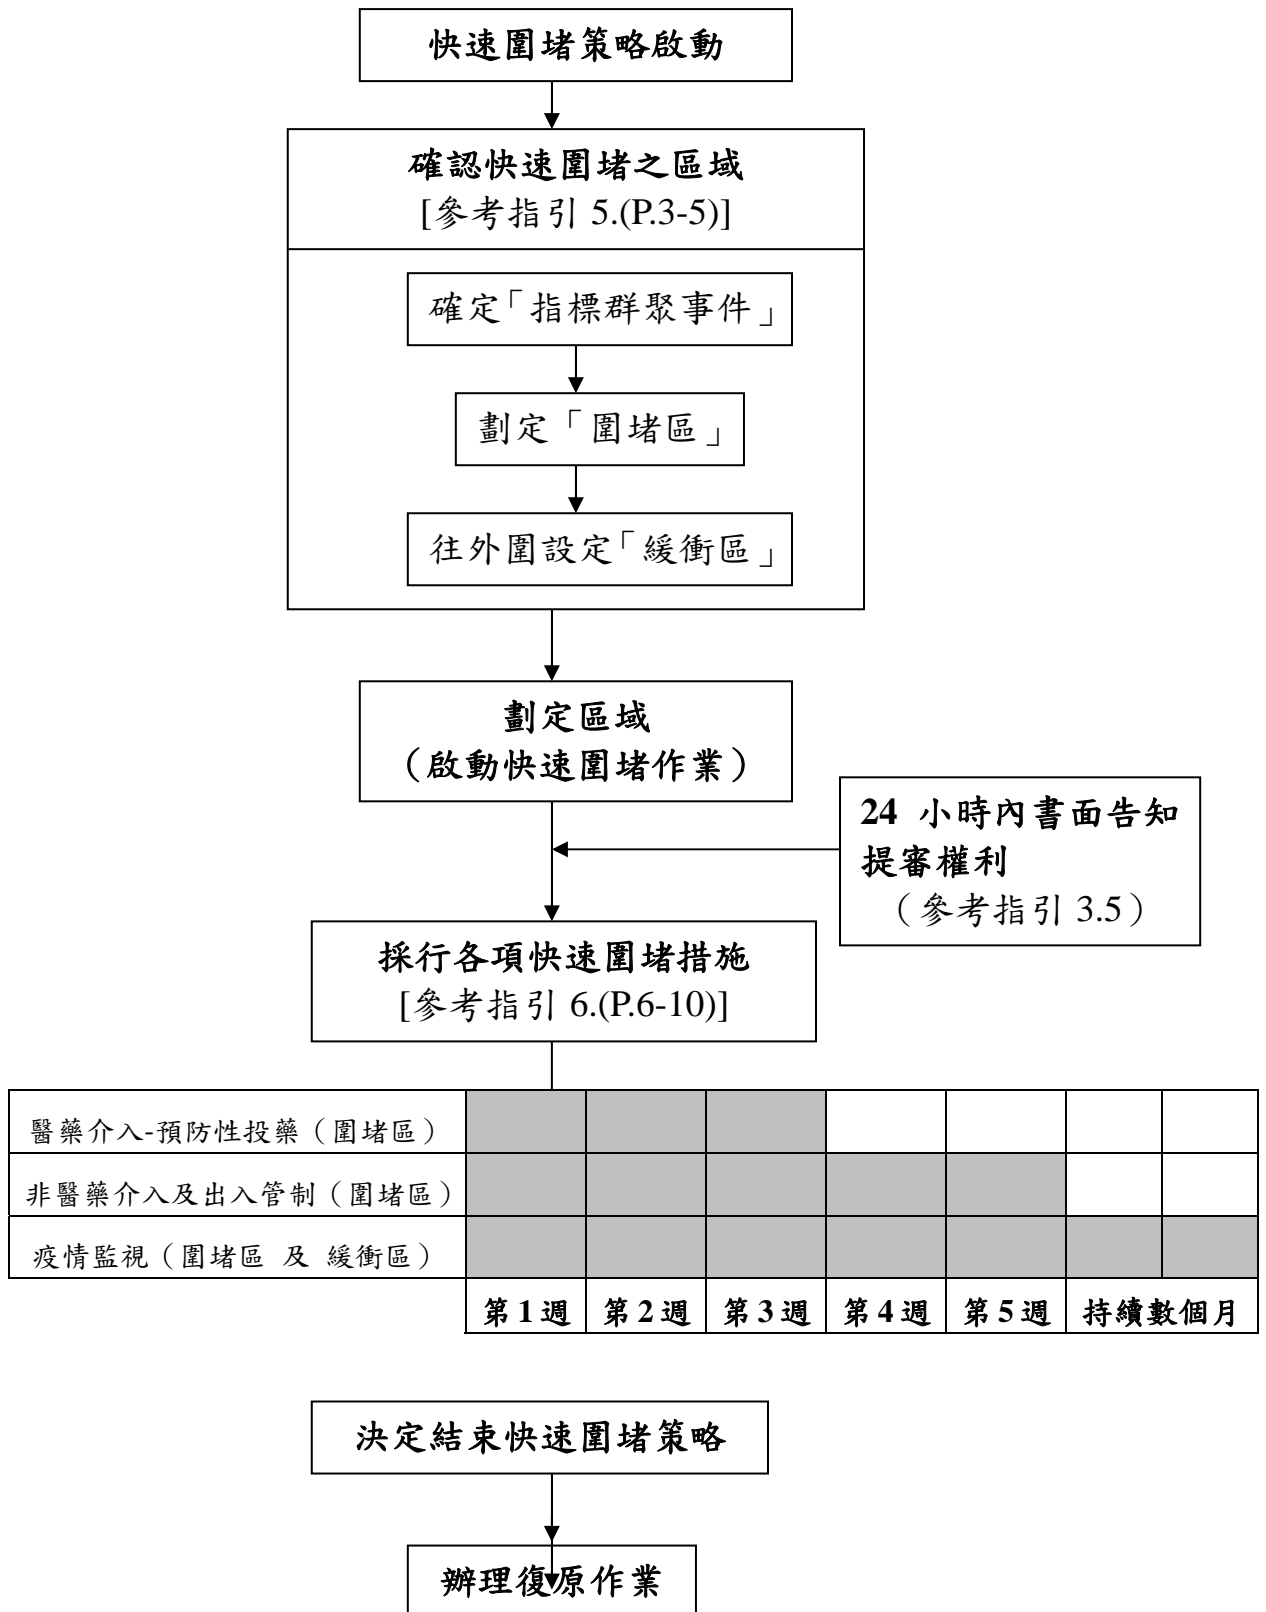 快速圍堵策略啟動
確認快速圍堵之區域
[參考指引 5.(P.3-5)]
確定「指標群聚事件」
劃定「圍堵區」
往外圍設定「緩衝區」
劃定區域
（啟動快速圍堵作業）
24 小時內書面告知
提審權利
（參考指引 3.5）
採行各項快速圍堵措施
[參考指引 6.(P.6-10)]
醫藥介入-預防性投藥（圍堵區）
非醫藥介入及出入管制（圍堵區）
疫情監視（圍堵區 及 緩衝區）
第 1 週 第 2 週 第 3 週 第 4 週 第 5 週 持續數個月
決定結束快速圍堵策略
辦理復原作業